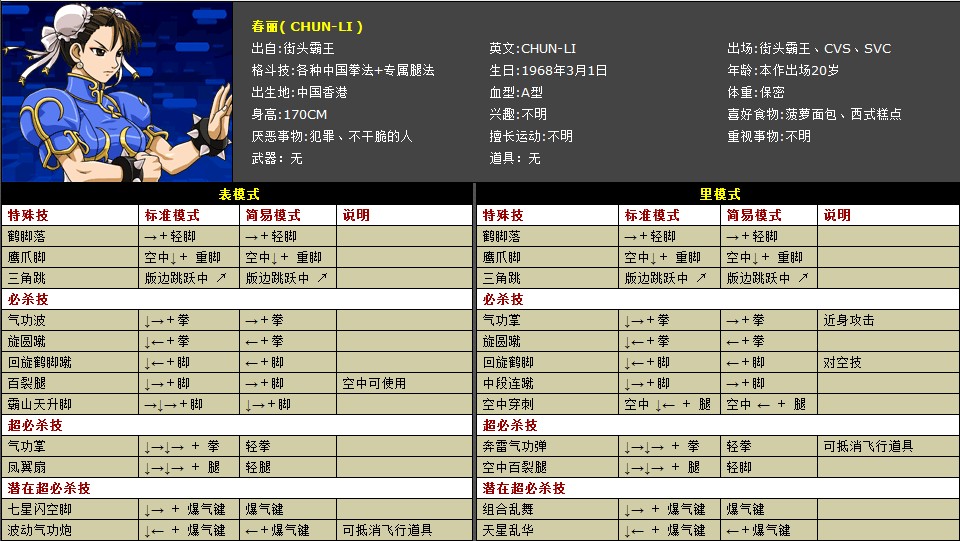 春丽( CHUN-LI )
出自:街头霸王 英文:CHUN-LI 出场:街头霸王、CVS、SVC
格斗技:各种中国拳法+专属腿法 生日:1968年3月1日 年龄:本作出场20岁
出生地:中国香港 血型:A型 体重:保密
身高:170CM 兴趣:不明 喜好食物:菠萝面包、西式糕点
厌恶事物:犯罪、不干脆的人 擅长运动:不明 重视事物:不明
武器：无 道具：无
表模式 里模式
特殊技 标准模式 简易模式 说明 特殊技 标准模式 简易模式 说明
鹤脚落 →+轻脚 →+轻脚 鹤脚落 →+轻脚 →+轻脚
鹰爪脚 空中↓+ 重脚 空中↓+ 重脚 鹰爪脚 空中↓+ 重脚 空中↓+ 重脚
三角跳 版边跳跃中 ↗ 版边跳跃中 ↗ 三角跳 版边跳跃中 ↗ 版边跳跃中 ↗
必杀技 必杀技
气功波 ↓→+拳 →+拳 气功掌 ↓→+拳 →+拳 近身攻击
旋圆蹴 ↓←+拳 ←+拳 旋圆蹴 ↓←+拳 ←+拳
回旋鹤脚蹴 ↓←+脚 ←+脚 回旋鹤脚 ↓←+脚 ←+脚 对空技
百裂腿 ↓→+脚 →+脚 空中可使用 中段连蹴 ↓→+脚 →+脚
霸山天升脚 →↓→+脚 ↓→+脚 空中穿刺 空中 ↓← + 腿 空中 ← + 腿
超必杀技 超必杀技
气功掌 ↓→↓→ + 拳 轻拳 奔雷气功弹 ↓→↓→ + 拳 轻拳 可抵消飞行道具
凤翼扇 ↓→↓→ + 腿 轻腿 空中百裂腿 ↓→↓→ + 腿 轻脚
潜在超必杀技 潜在超必杀技
七星闪空脚 ↓→ + 爆气键 爆气键 组合乱舞 ↓→ + 爆气键 爆气键
波动气功炮 ↓← + 爆气键 ←+爆气键 可抵消飞行道具 天星乱华 ↓← + 爆气键 ←+爆气键